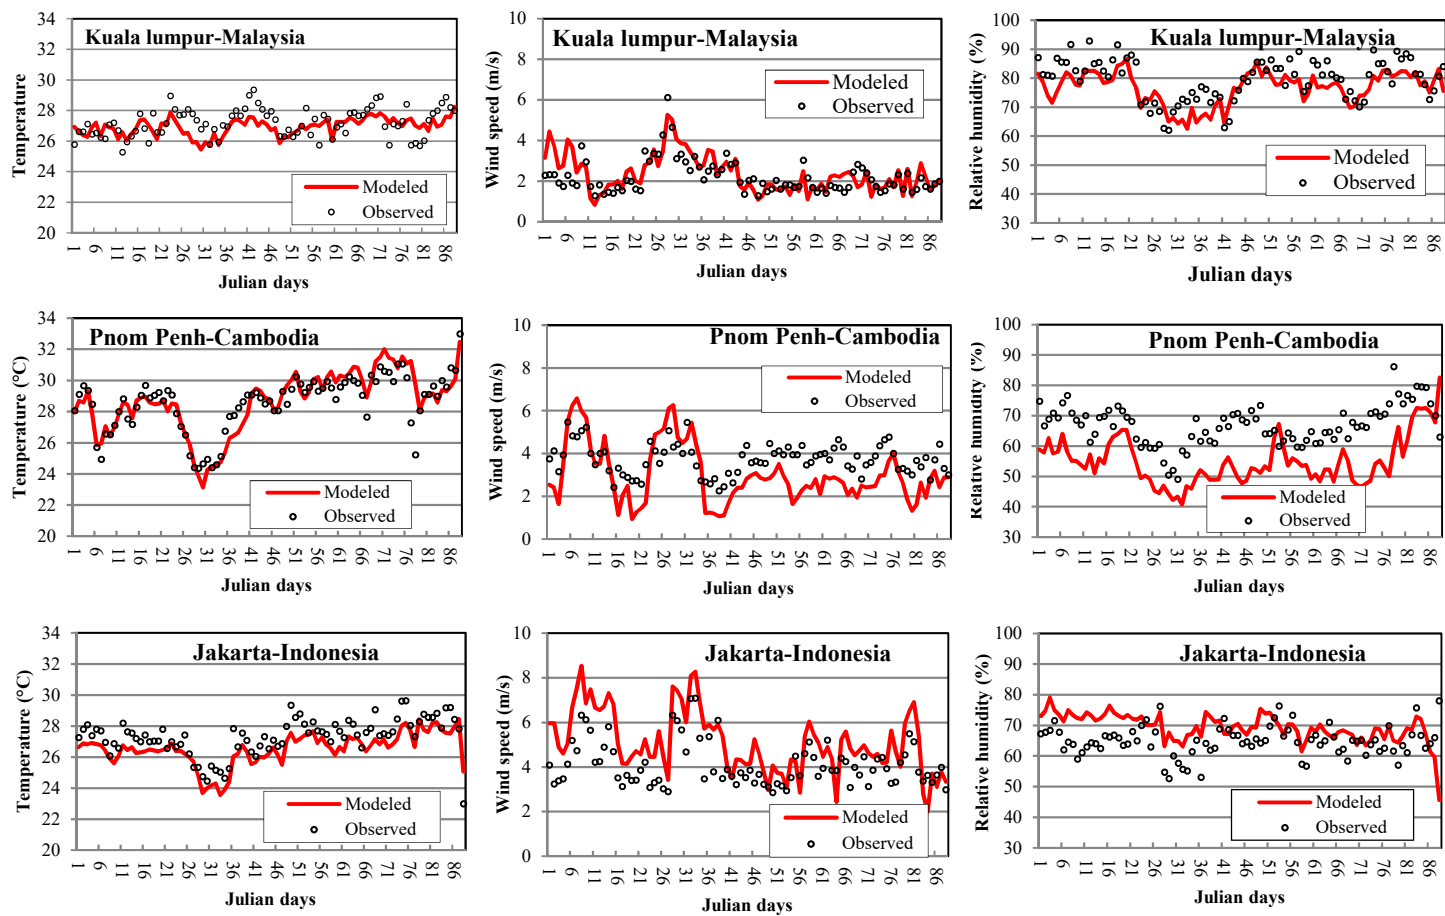 Kuala lumpur-Malaysia
Temperature
34
32
30
28
26
24
22
20
Modeled
Observed
1 6 11 16 21 26 31 36 41 46 51 56 61 66 71 76 81 86
Julian days
Kuala lumpur-Malaysia
Wind speed (m/s)
10
8
6
4
2
0
Modeled
Observed
1 6 11 16 21 26 31 36 41 46 51 56 61 66 71 76 81 86
Julian days
Kuala lumpur-Malaysia
Relative humidity (%)
100
90
80
70
60
50
40
30
Modeled
Observed
1 6 11 16 21 26 31 36 41 46 51 56 61 66 71 76 81 86
Julian days
Pnom Penh-Cambodia
Temperature (°C)
34
32
30
28
26
24
22
20
Modeled
Observed
1 6 11 16 21 26 31 36 41 46 51 56 61 66 71 76 81 86
Julian days
Pnom Penh-Cambodia
Wind speed (m/s)
10
8
6
4
2
0
Modeled
Observed
1 6 11 16 21 26 31 36 41 46 51 56 61 66 71 76 81 86
Julian days
Pnom Penh-Cambodia
Relative humudity (%)
100
90
80
70
60
50
40
30
Modeled
Observed
1 6 11 16 21 26 31 36 41 46 51 56 61 66 71 76 81 86
Julian days
Jakarta-Indonesia
Temperature (°C)
34
32
30
28
26
24
22
20
Modeled
Observed
1 6 11 16 21 26 31 36 41 46 51 56 61 66 71 76 81 96
Julian days
Jakarta-Indonesia
Wind speed (m/s)
10
8
6
4
2
0
Modeled
Observed
1 6 11 16 21 26 31 36 41 46 51 56 61 66 71 76 81 86
Julian days
Jakarta-Indonesia
Relative humidity (%)
100
90
80
70
60
50
40
30
Modeled
Observed
1 6 11 16 21 26 31 36 41 46 51 56 61 66 71 76 81 86
Julian days